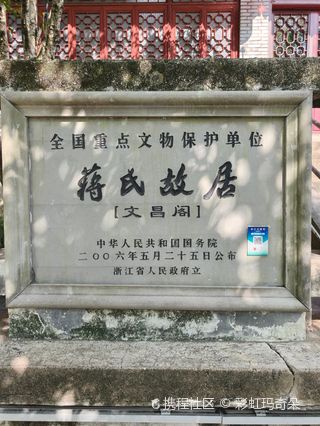 全国重点文物保护单位
蒋氏故居
[文昌阁]
中华人民共和国国务院
二〇〇六年五月二十五日公布
浙江省人民政府立
携程社区 © 彩虹玛奇朵